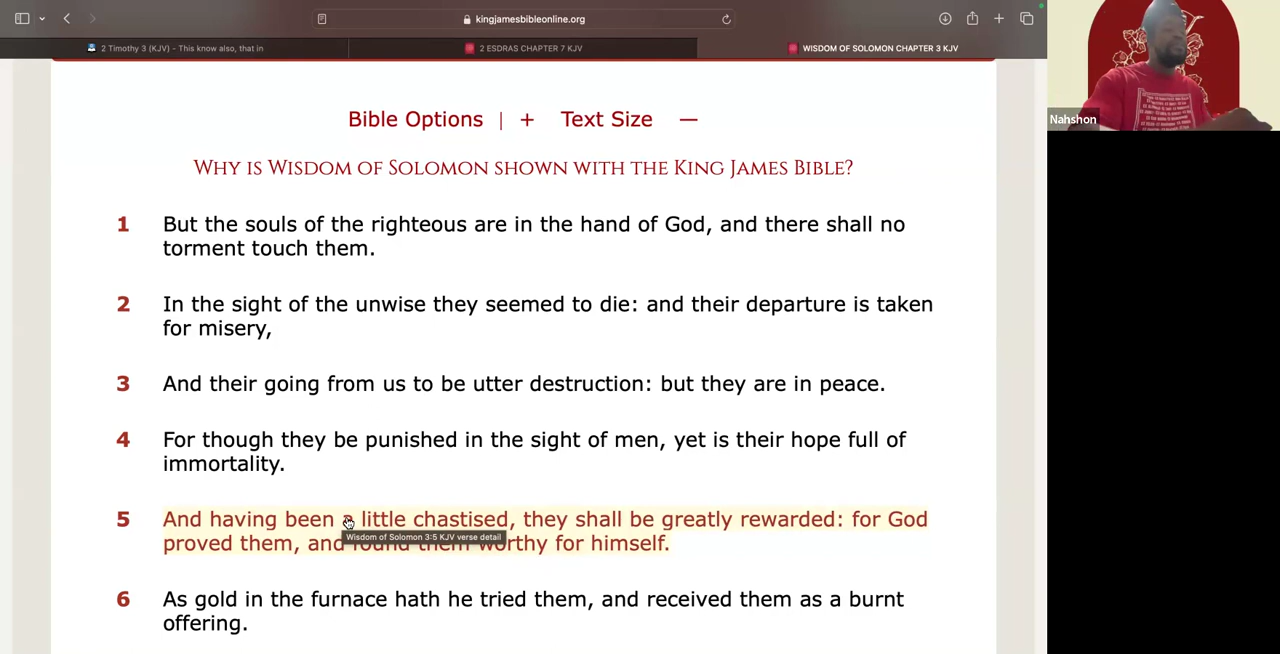 kingjamesbibleonline.org
2 Timothy 3 (KJV) - This know also, that in
2 ESDRAS CHAPTER 7 KJV
WISDOM OF SOLOMON CHAPTER 3 KJV
Nahshon
Bible Options | + Text Size —
WHY IS WISDOM OF SOLOMON SHOWN WITH THE KING JAMES BIBLE?
1 But the souls of the righteous are in the hand of God, and there shall no
torment touch them.
2 In the sight of the unwise they seemed to die: and their departure is taken
for misery,
3 And their going from us to be utter destruction: but they are in peace.
4 For though they be punished in the sight of men, yet is their hope full of
immortality.
5 And having been a little chastised, they shall be greatly rewarded: for God
Wisdom of Solomon 3:5 KJV verse detail
proved them, and found them worthy for himself.
6 As gold in the furnace hath he tried them, and received them as a burnt
offering.